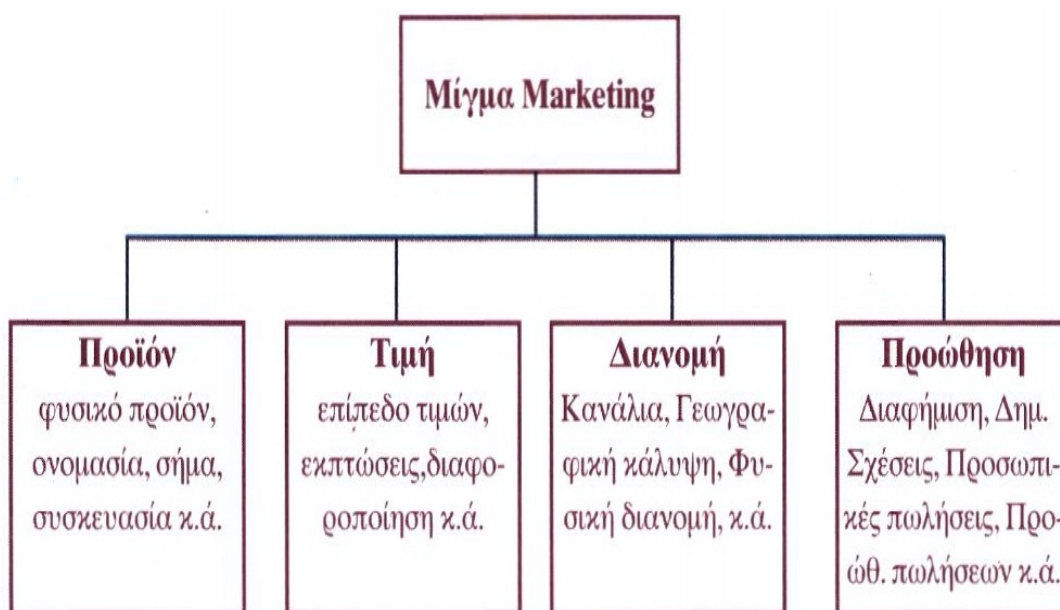 Μίγμα Marketing
Προϊόν
φυσικό προϊόν,
ονομασία, σήμα,
συσκευασία κ.ά.
Τιμή
επίπεδο τιμών,
εκπτώσεις,διαφο-
ροποίηση κ.ά.
Διανομή
Κανάλια, Γεωγρα-
φική κάλυψη, Φυ-
σική διανομή, κ.ά.
Προώθηση
Διαφήμιση, Δημ.
Σχέσεις, Προσωπι-
κές πωλήσεις, Προ-
ώθ. πωλήσεων κ.ά.